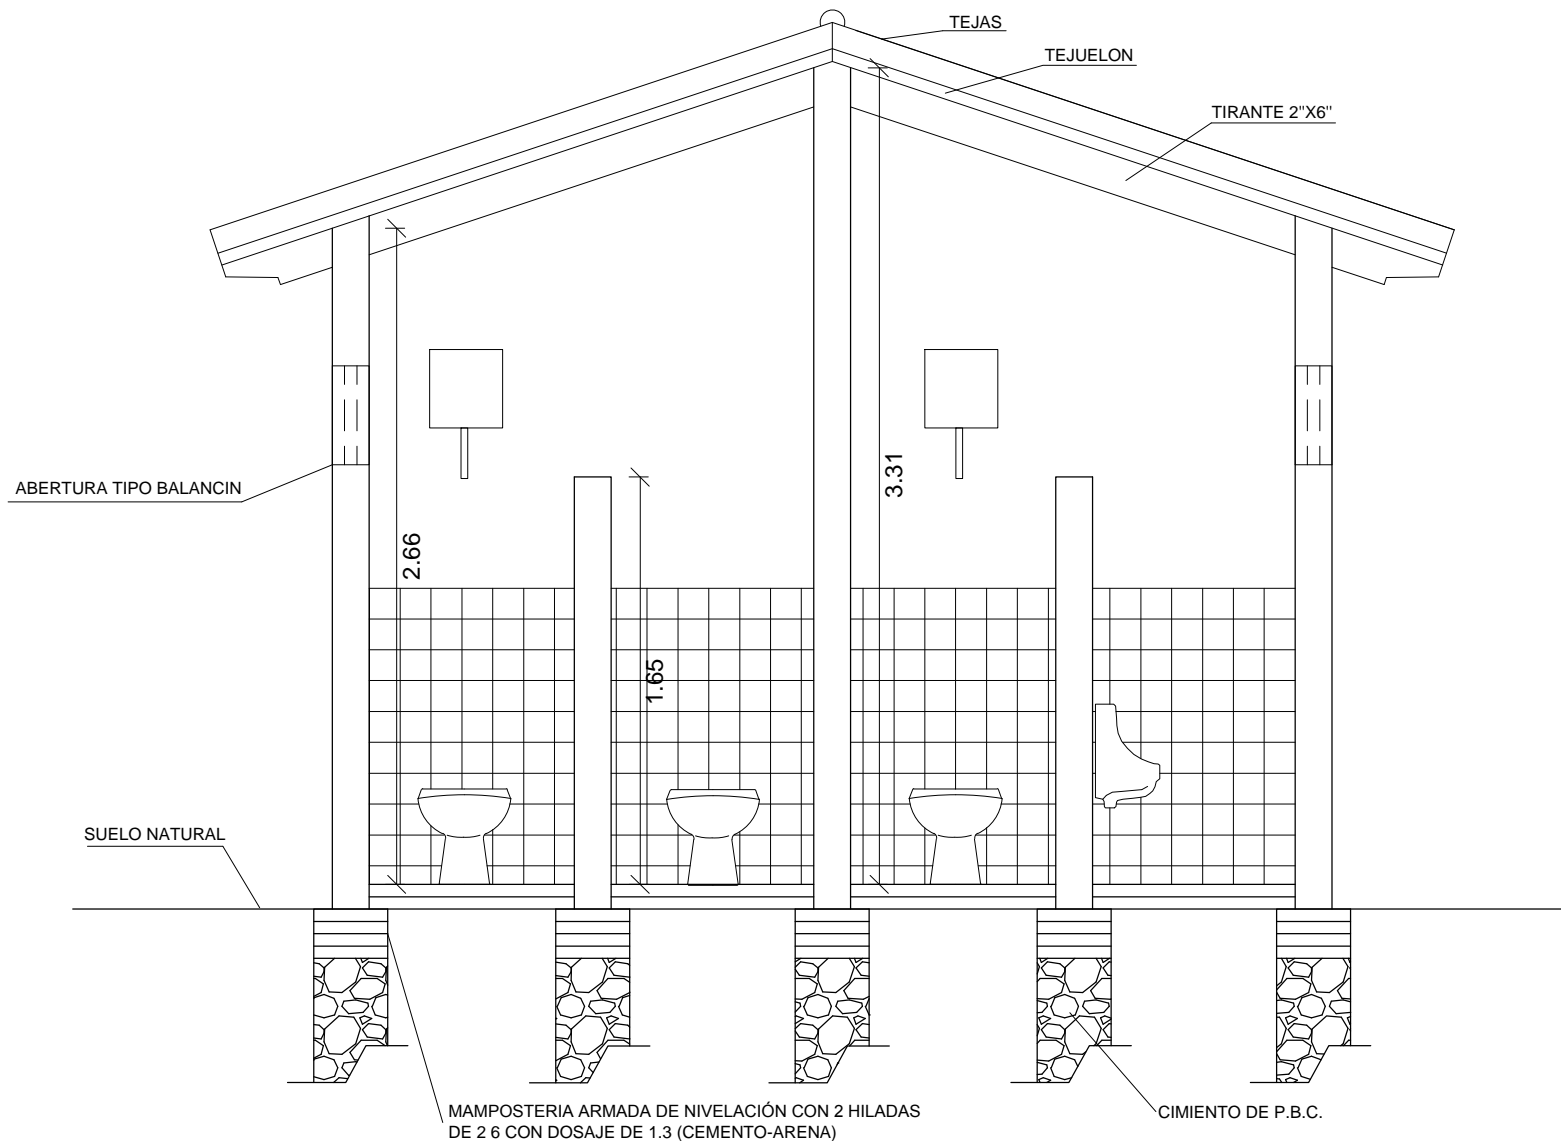 TEJAS
TEJUELON
TIRANTE 2"X6"
ABERTURA TIPO BALANCIN
2.66
3.31
1.65
SUELO NATURAL
MAMPOSTERIA ARMADA DE NIVELACIÓN CON 2 HILADAS
DE 2 6 CON DOSAJE DE 1.3 (CEMENTO-ARENA)
CIMIENTO DE P.B.C.